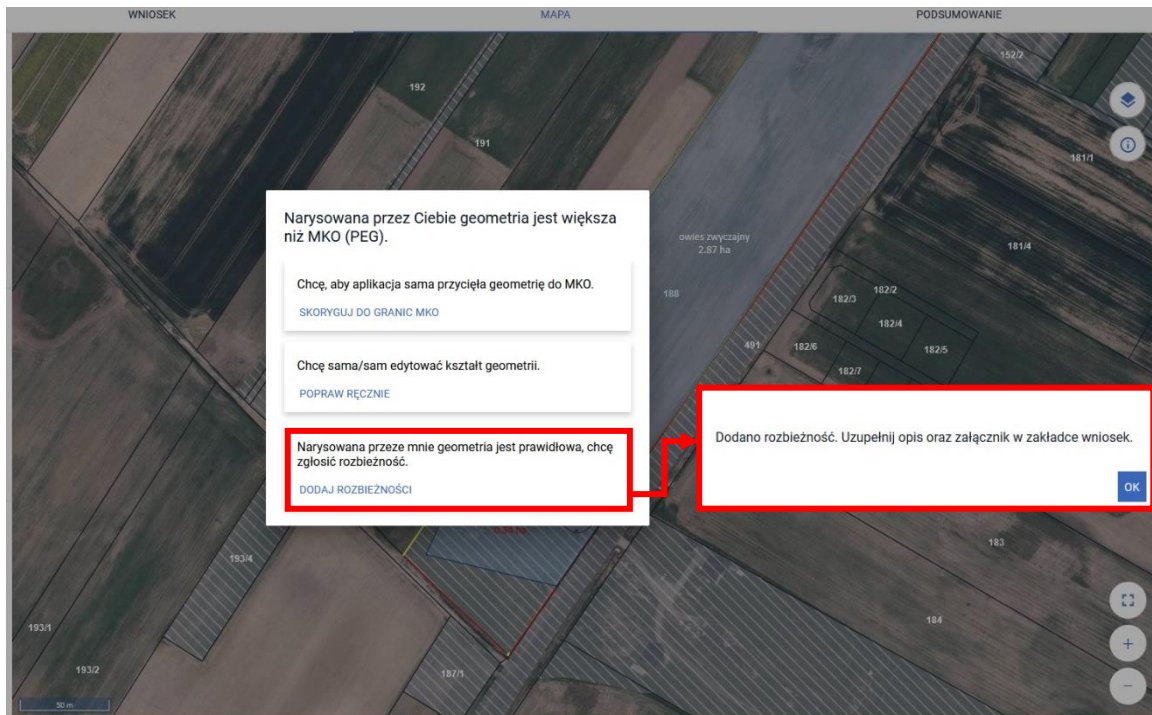 WNIOSEK
MAPA
PODSUMOWANIE
152/2
192
191
181/1
Narysowana przez Ciebie geometria jest większa
niż MKO (PEG).
owies zwyczajny
2.87 ha
181/4
Chcę, aby aplikacja sama przycięła geometrię do MKO.
SKORYGUJ DO GRANIC MKO
188
182/2
182/3
182/4
491
182/6
182/5
Chcę sama/sam edytować kształt geometrii.
182/7
POPRAW RĘCZNIE
Narysowana przeze mnie geometria jest prawidłowa, chcę
zgłosić rozbieżność.
DODAJ ROZBIEŻNOŚCI
Dodano rozbieżność. Uzupełnij opis oraz załącznik w zakładce wniosek.
OK
183
193/4
184
193/1
193/2
187/1
50 m